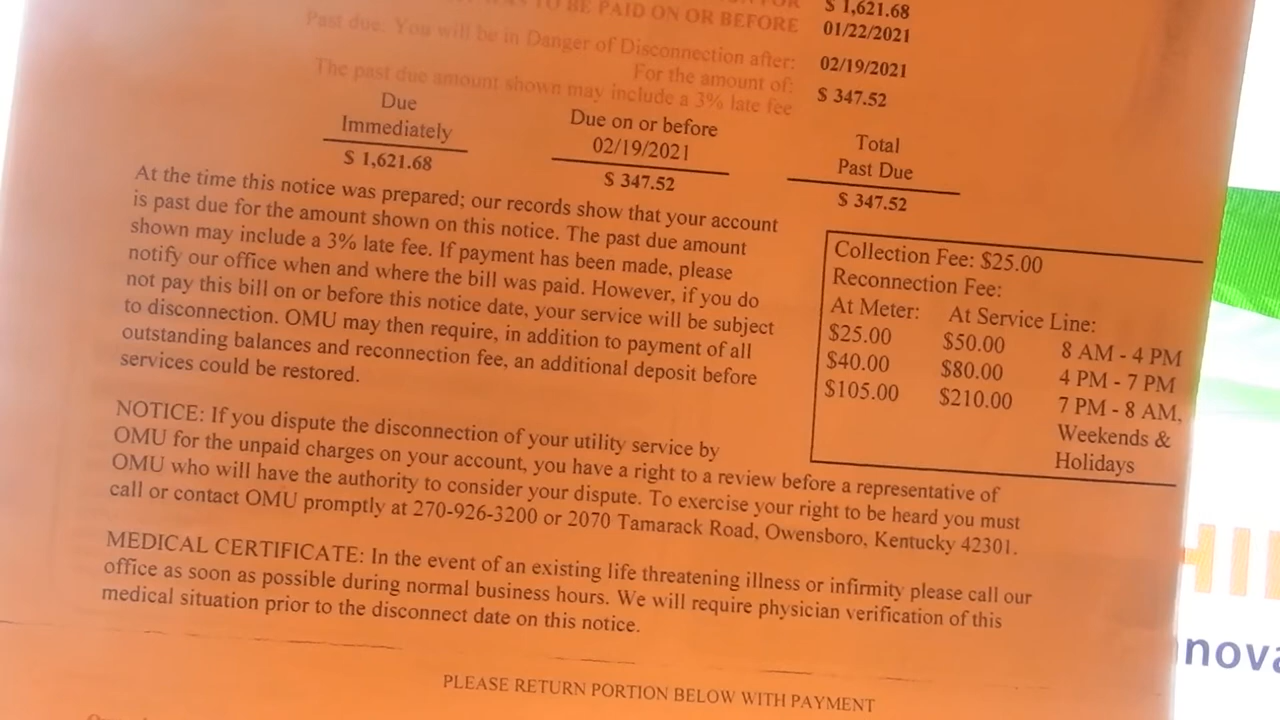 $ 1,621.68
TO BE PAID ON OR BEFORE 01/22/2021
Past due. You will be in Danger of Disconnection after: 02/19/2021
For the amount of: $ 347.52
The past due amount shown may include a 3% late fee
Due Immediately
$ 1,621.68
Due on or before
02/19/2021
$ 347.52
Total
Past Due
$ 347.52
At the time this notice was prepared; our records show that your account
is past due for the amount shown on this notice. The past due amount
shown may include a 3% late fee. If payment has been made, please
notify our office when and where the bill was paid. However, if you do
not pay this bill on or before this notice date, your service will be subject
to disconnection. OMU may then require, in addition to payment of all
outstanding balances and reconnection fee, an additional deposit before
services could be restored.
Collection Fee: $25.00
Reconnection Fee:
At Meter: At Service Line:
$25.00 $50.00 8 AM - 4 PM
$40.00 $80.00 4 PM - 7 PM
$105.00 $210.00 7 PM - 8 AM,
Weekends &
Holidays
NOTICE: If you dispute the disconnection of your utility service by
OMU for the unpaid charges on your account, you have a right to a review before a representative of
OMU who will have the authority to consider your dispute. To exercise your right to be heard you must
call or contact OMU promptly at 270-926-3200 or 2070 Tamarack Road, Owensboro, Kentucky 42301.
MEDICAL CERTIFICATE: In the event of an existing life threatening illness or infirmity please call our
office as soon as possible during normal business hours. We will require physician verification of this
medical situation prior to the disconnect date on this notice.
PLEASE RETURN PORTION BELOW WITH PAYMENT